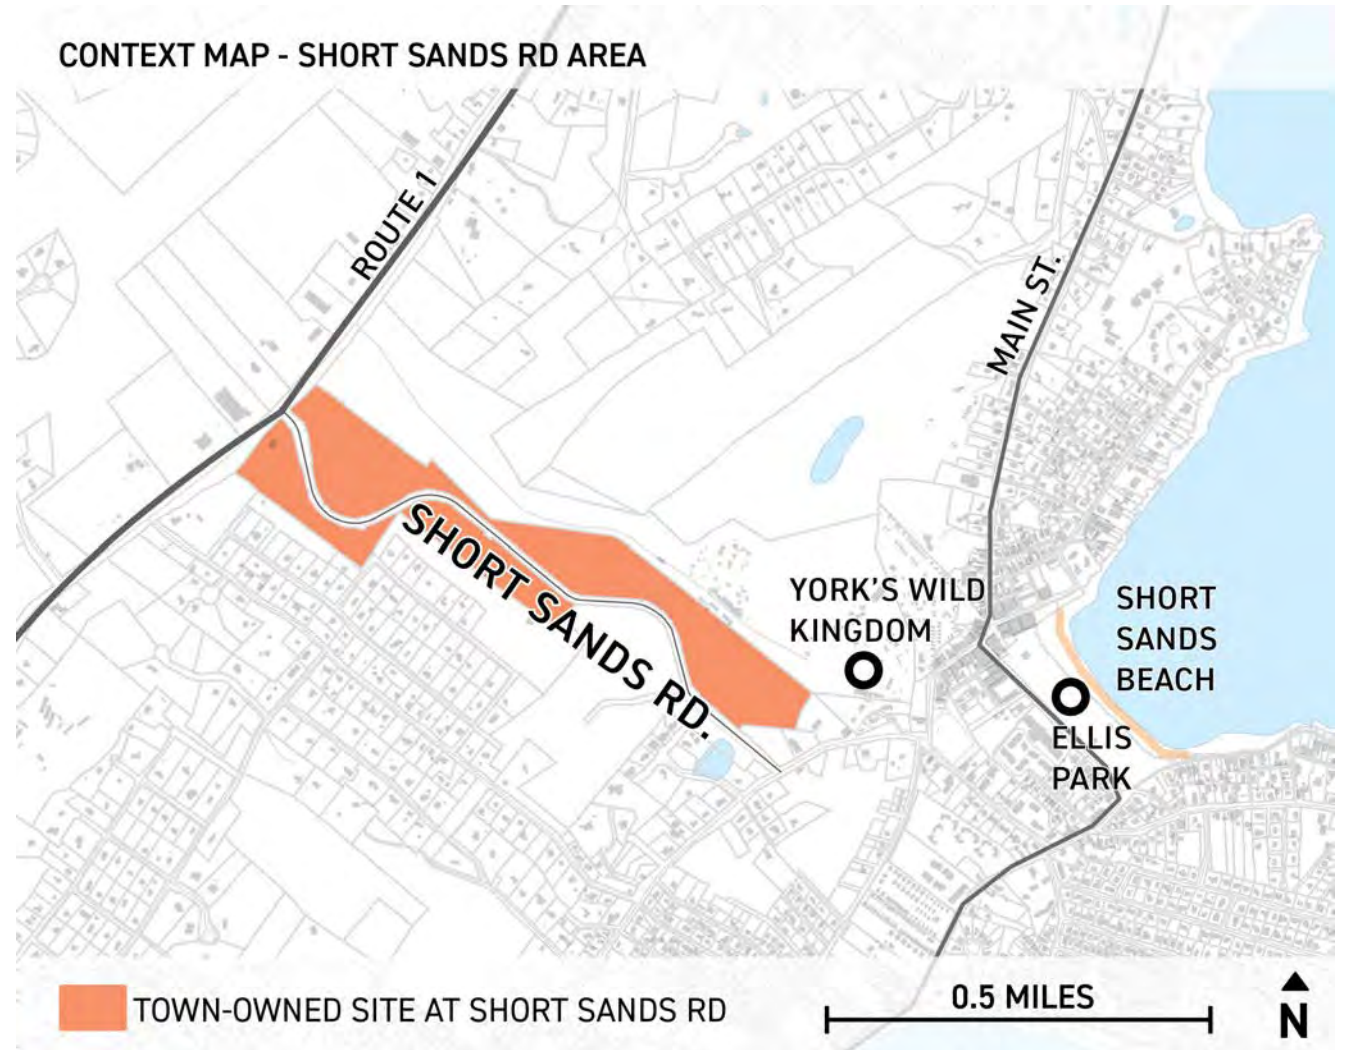 CONTEXT MAP - SHORT SANDS RD AREA
ROUTE 1
MAIN ST.
SHORT SANDS RD.
YORK'S WILD
KINGDOM
SHORT
SANDS
BEACH
ELLIS
PARK
TOWN-OWNED SITE AT SHORT SANDS RD
0.5 MILES
N